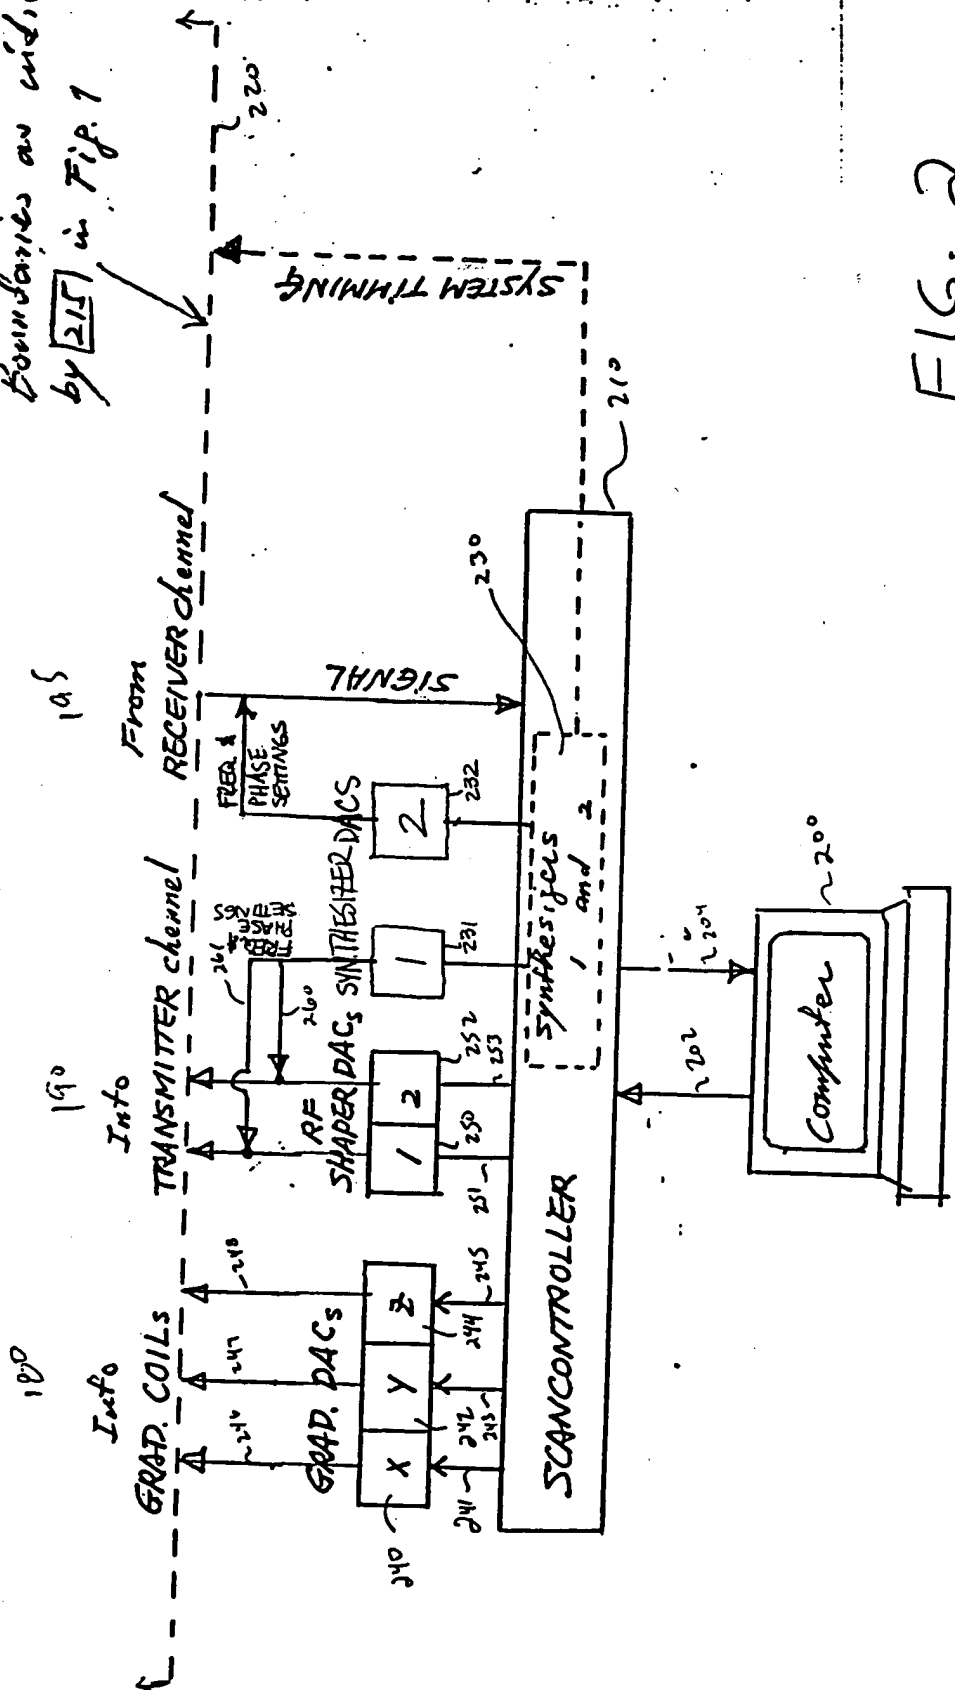 Boundaries as
by 215 in Fig. 1
220
180
Into
GRAD. COILs
190
Into
TRANSMITTER channel
195
From
RECEIVER channel
246
247
248
261
FREQ &
PHASE
SETTINGS
260
FREQ &
PHASE
SETTINGS
SIGNAL
SYSTEM TIMMING
GRAD. DACs
RF
SHAPER DACs
SYNTHESIZER DACS
240
X
Y
Z
242
244
1
2
250
252
1
231
2
232
241
243
245
251
253
230
210
SCANCONTROLLER
Synthesizers
1 and 2
202
204
Computer
200
FIG. 2